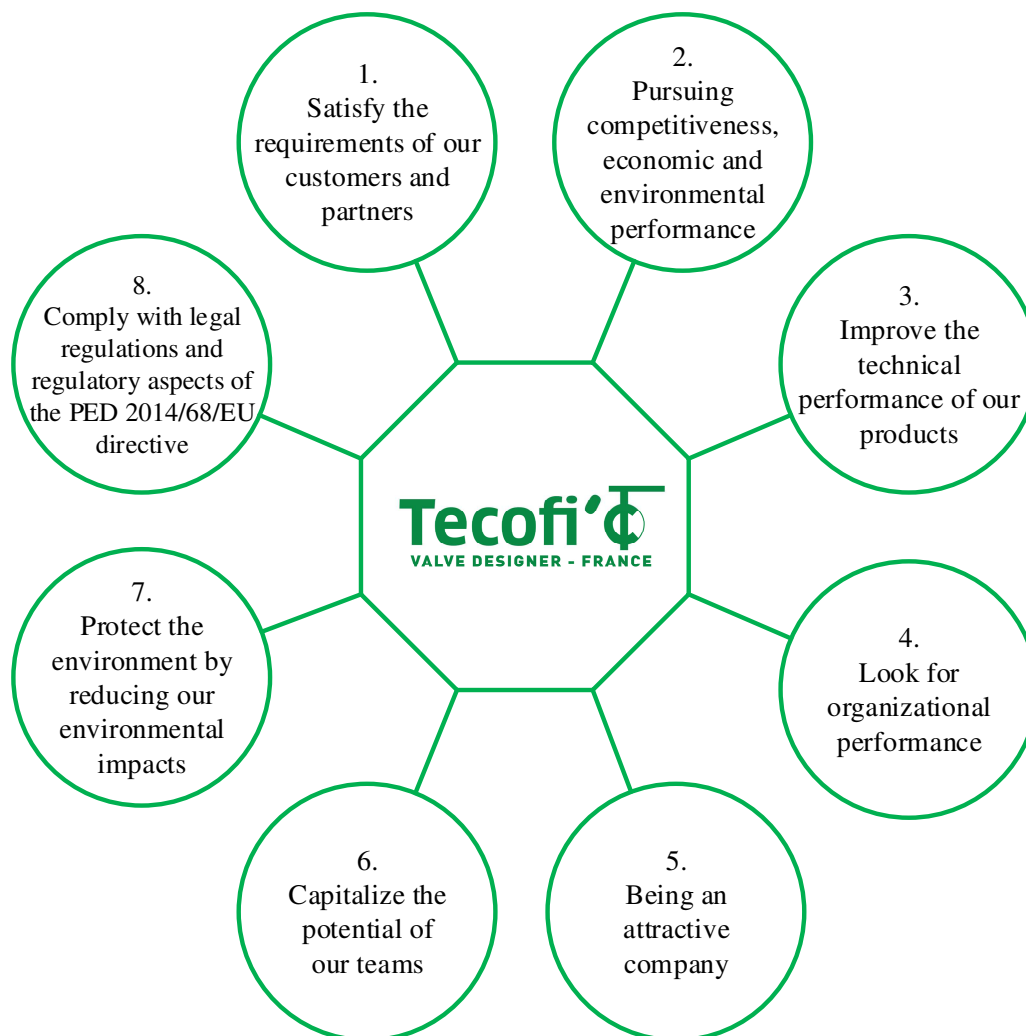 1.
Satisfy the
requirements of our
customers and
partners
2.
Pursuing
competitiveness,
economic and
environmental
performance
3.
Improve the
technical
performance of our
products
4.
Look for
organizational
performance
5.
Being an
attractive
company
6.
Capitalize the
potential of
our teams
7.
Protect the
environment by
reducing our
environmental
impacts
8.
Comply with legal
regulations and
regulatory aspects of
the PED 2014/68/EU
directive
Tecofi
VALVE DESIGNER - FRANCE